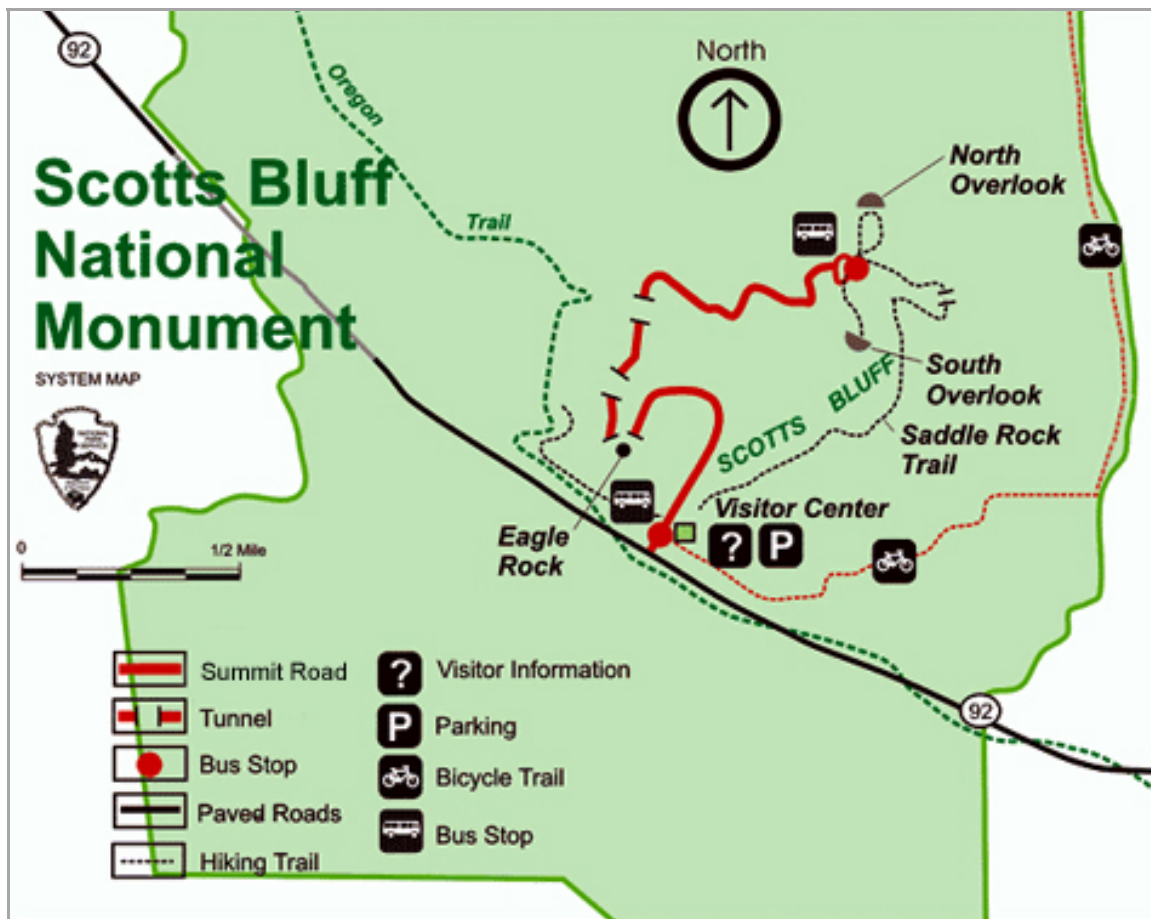 92
North
Oregon
Trail
Scotts Bluff
National
Monument
SYSTEM MAP
North
Overlook
South
Overlook
SCOTTS BLUFF
Saddle Rock
Trail
Eagle
Rock
Visitor Center
?
P
0 1/2 Mile
92
Summit Road
Tunnel
Bus Stop
Paved Roads
Hiking Trail
? Visitor Information
P Parking
Bicycle Trail
Bus Stop